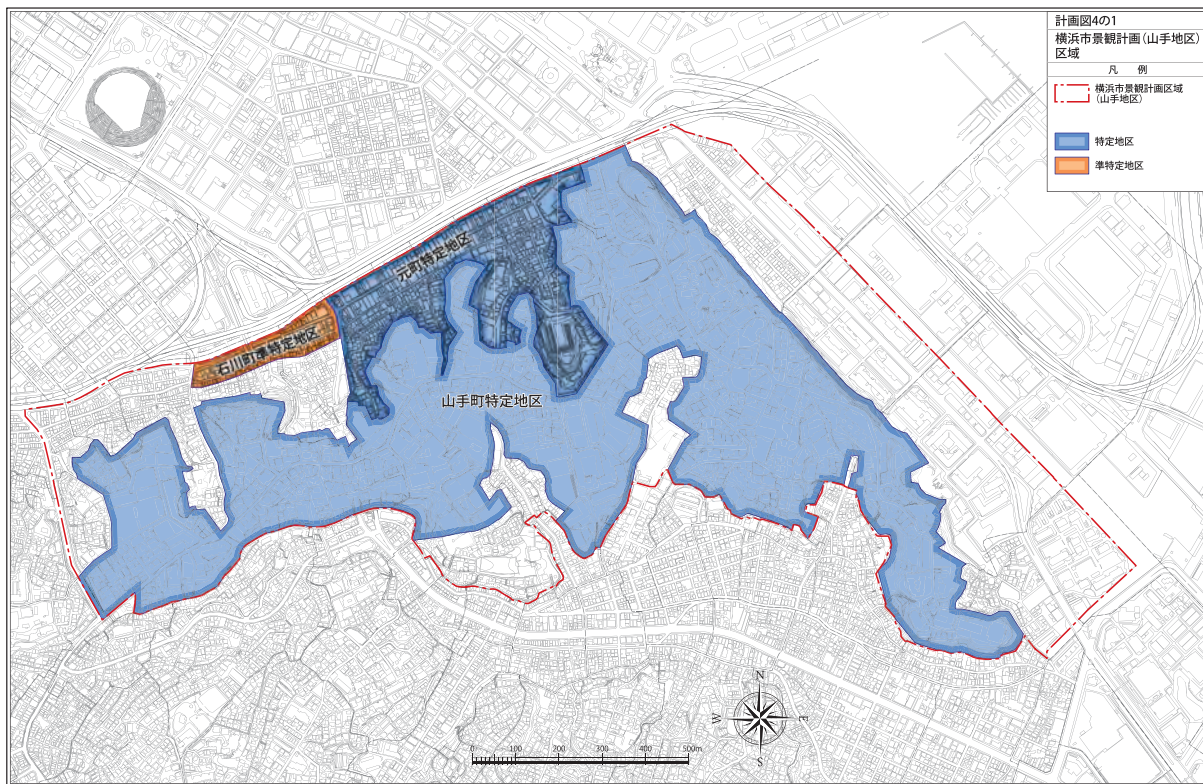 計画図4の1
横浜市景観計画(山手地区)
区域
凡 例
横浜市景観計画区域
(山手地区)
特定地区
準特定地区
元町特定地区
石川町準特定地区
山手町特定地区
N
W
E
S
0 100 200 300 400 500m